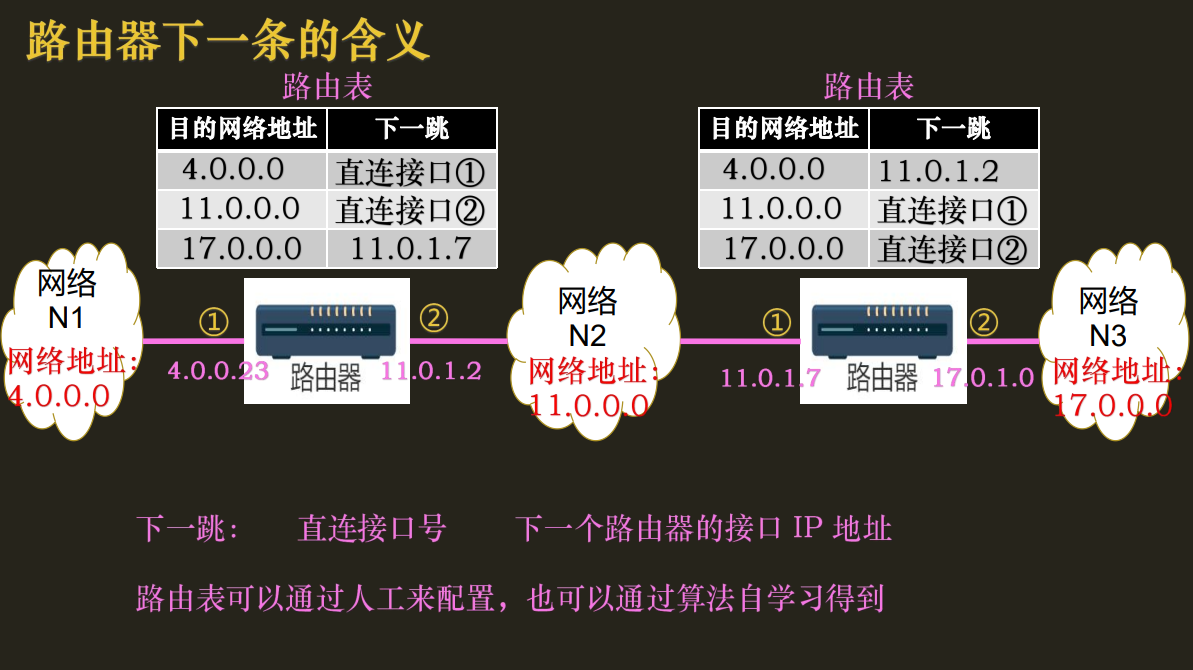 路由器下一条的含义
路由表
目的网络地址 下一跳
4.0.0.0 直连接口①
11.0.0.0 直连接口②
17.0.0.0 11.0.1.7
路由表
目的网络地址 下一跳
4.0.0.0 11.0.1.2
11.0.0.0 直连接口①
17.0.0.0 直连接口②
网络
N1
网络地址:
4.0.0.0
①
4.0.0.23
路由器
②
11.0.1.2
网络
N2
网络地址:
11.0.0.0
①
11.0.1.7
路由器
②
17.0.1.0
网络
N3
网络地址:
17.0.0.0
下一跳: 直连接口号 下一个路由器的接口 IP 地址
路由表可以通过人工来配置，也可以通过算法自学习得到